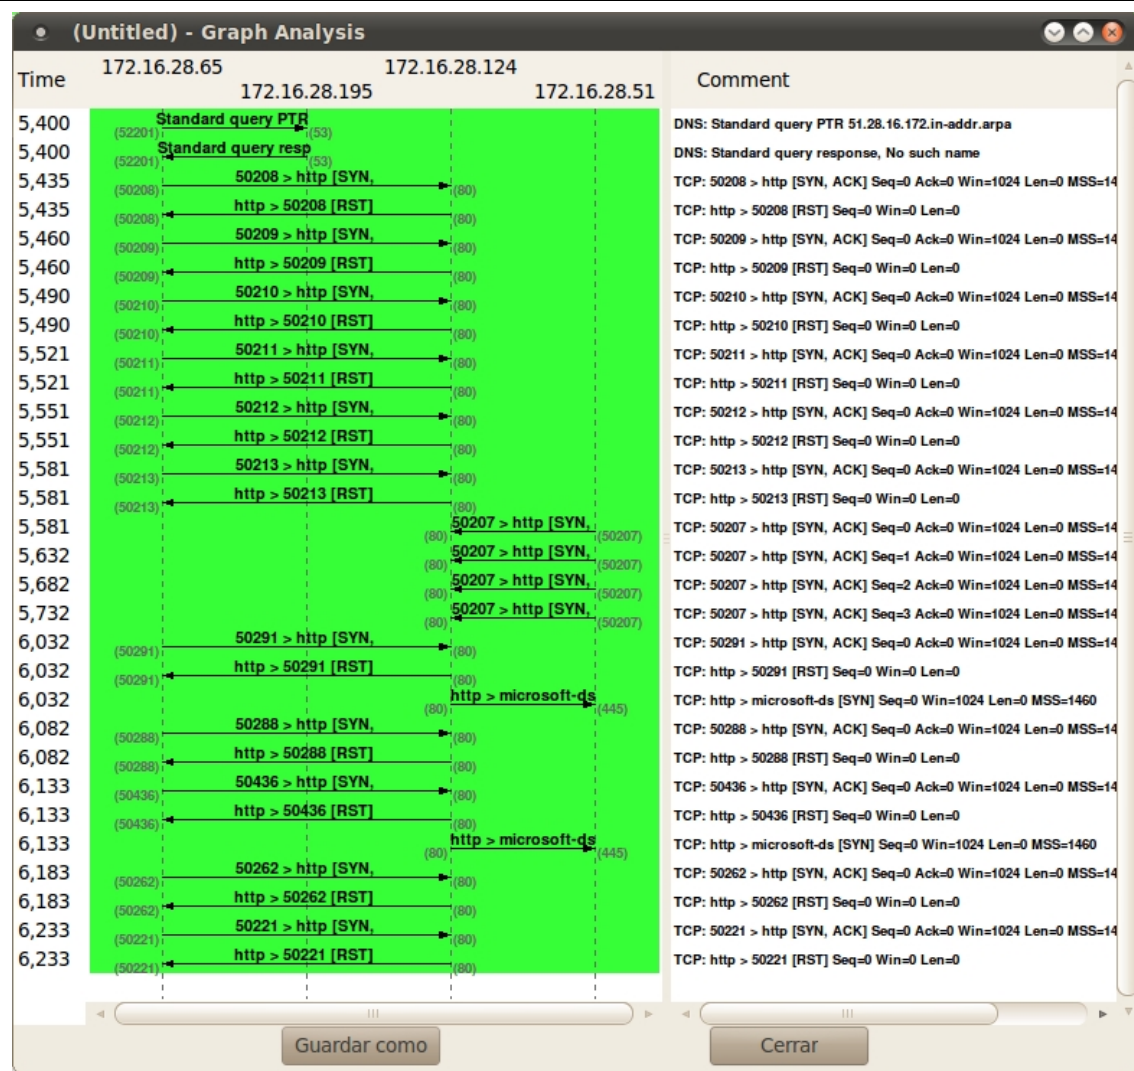 (Untitled) - Graph Analysis
Time
172.16.28.65
172.16.28.124
172.16.28.195
172.16.28.51
Comment
5,400 Standard query PTR (52201) (53) DNS: Standard query PTR 51.28.16.172.in-addr.arpa
5,400 Standard query resp (52201) (53) DNS: Standard query response, No such name
5,435 50208 > http [SYN, (50208) (80) TCP: 50208 > http [SYN, ACK] Seq=0 Ack=0 Win=1024 Len=0 MSS=14
5,435 http > 50208 [RST] (50208) (80) TCP: http > 50208 [RST] Seq=0 Win=0 Len=0
5,460 50209 > http [SYN, (50209) (80) TCP: 50209 > http [SYN, ACK] Seq=0 Ack=0 Win=1024 Len=0 MSS=14
5,460 http > 50209 [RST] (50209) (80) TCP: http > 50209 [RST] Seq=0 Win=0 Len=0
5,490 50210 > http [SYN, (50210) (80) TCP: 50210 > http [SYN, ACK] Seq=0 Ack=0 Win=1024 Len=0 MSS=14
5,490 http > 50210 [RST] (50210) (80) TCP: http > 50210 [RST] Seq=0 Win=0 Len=0
5,521 50211 > http [SYN, (50211) (80) TCP: 50211 > http [SYN, ACK] Seq=0 Ack=0 Win=1024 Len=0 MSS=14
5,521 http > 50211 [RST] (50211) (80) TCP: http > 50211 [RST] Seq=0 Win=0 Len=0
5,551 50212 > http [SYN, (50212) (80) TCP: 50212 > http [SYN, ACK] Seq=0 Ack=0 Win=1024 Len=0 MSS=14
5,551 http > 50212 [RST] (50212) (80) TCP: http > 50212 [RST] Seq=0 Win=0 Len=0
5,581 50213 > http [SYN, (50213) (80) TCP: 50213 > http [SYN, ACK] Seq=0 Ack=0 Win=1024 Len=0 MSS=14
5,581 http > 50213 [RST] (50213) (80) TCP: http > 50213 [RST] Seq=0 Win=0 Len=0
5,581 50207 > http [SYN, (80) (50207) TCP: 50207 > http [SYN, ACK] Seq=0 Ack=0 Win=1024 Len=0 MSS=14
5,632 50207 > http [SYN, (80) (50207) TCP: 50207 > http [SYN, ACK] Seq=1 Ack=0 Win=1024 Len=0 MSS=14
5,682 50207 > http [SYN, (80) (50207) TCP: 50207 > http [SYN, ACK] Seq=2 Ack=0 Win=1024 Len=0 MSS=14
5,732 50207 > http [SYN, (80) (50207) TCP: 50207 > http [SYN, ACK] Seq=3 Ack=0 Win=1024 Len=0 MSS=14
6,032 50291 > http [SYN, (50291) (80) TCP: 50291 > http [SYN, ACK] Seq=0 Ack=0 Win=1024 Len=0 MSS=14
6,032 http > 50291 [RST] (50291) (80) TCP: http > 50291 [RST] Seq=0 Win=0 Len=0
6,032 http > microsoft-ds (80) (445) TCP: http > microsoft-ds [SYN] Seq=0 Win=1024 Len=0 MSS=1460
6,082 50288 > http [SYN, (50288) (80) TCP: 50288 > http [SYN, ACK] Seq=0 Ack=0 Win=1024 Len=0 MSS=14
6,082 http > 50288 [RST] (50288) (80) TCP: http > 50288 [RST] Seq=0 Win=0 Len=0
6,133 50436 > http [SYN, (50436) (80) TCP: 50436 > http [SYN, ACK] Seq=0 Ack=0 Win=1024 Len=0 MSS=14
6,133 http > 50436 [RST] (50436) (80) TCP: http > 50436 [RST] Seq=0 Win=0 Len=0
6,133 http > microsoft-ds (80) (445) TCP: http > microsoft-ds [SYN] Seq=0 Win=1024 Len=0 MSS=1460
6,183 50262 > http [SYN, (50262) (80) TCP: 50262 > http [SYN, ACK] Seq=0 Ack=0 Win=1024 Len=0 MSS=14
6,183 http > 50262 [RST] (50262) (80) TCP: http > 50262 [RST] Seq=0 Win=0 Len=0
6,233 50221 > http [SYN, (50221) (80) TCP: 50221 > http [SYN, ACK] Seq=0 Ack=0 Win=1024 Len=0 MSS=14
6,233 http > 50221 [RST] (50221) (80) TCP: http > 50221 [RST] Seq=0 Win=0 Len=0
Guardar como
Cerrar